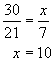 30/21 = x/7
x = 10